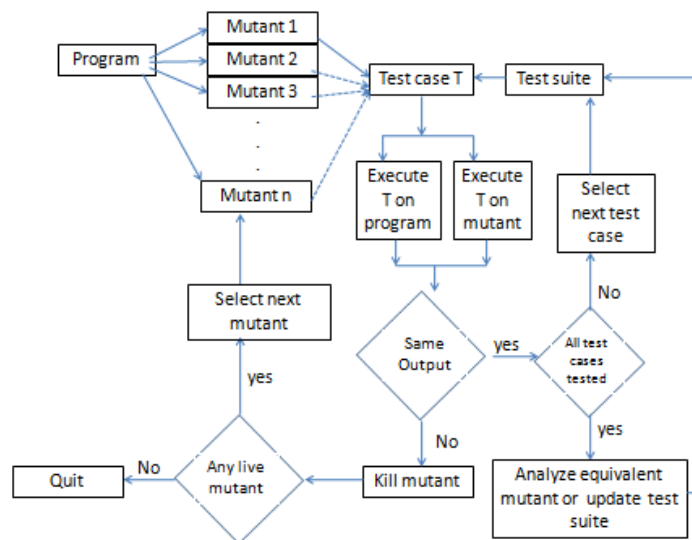 Mutant 1
Program
Mutant 2
Test case T
Test suite
Mutant 3
.
.
.
Mutant n
Execute
T on
program
Execute
T on
mutant
Select
next test
case
Select next
mutant
No
Same
Output
yes
All test
cases
tested
yes
No
yes
Quit
No
Any live
mutant
Kill mutant
Analyze equivalent
mutant or update test
suite